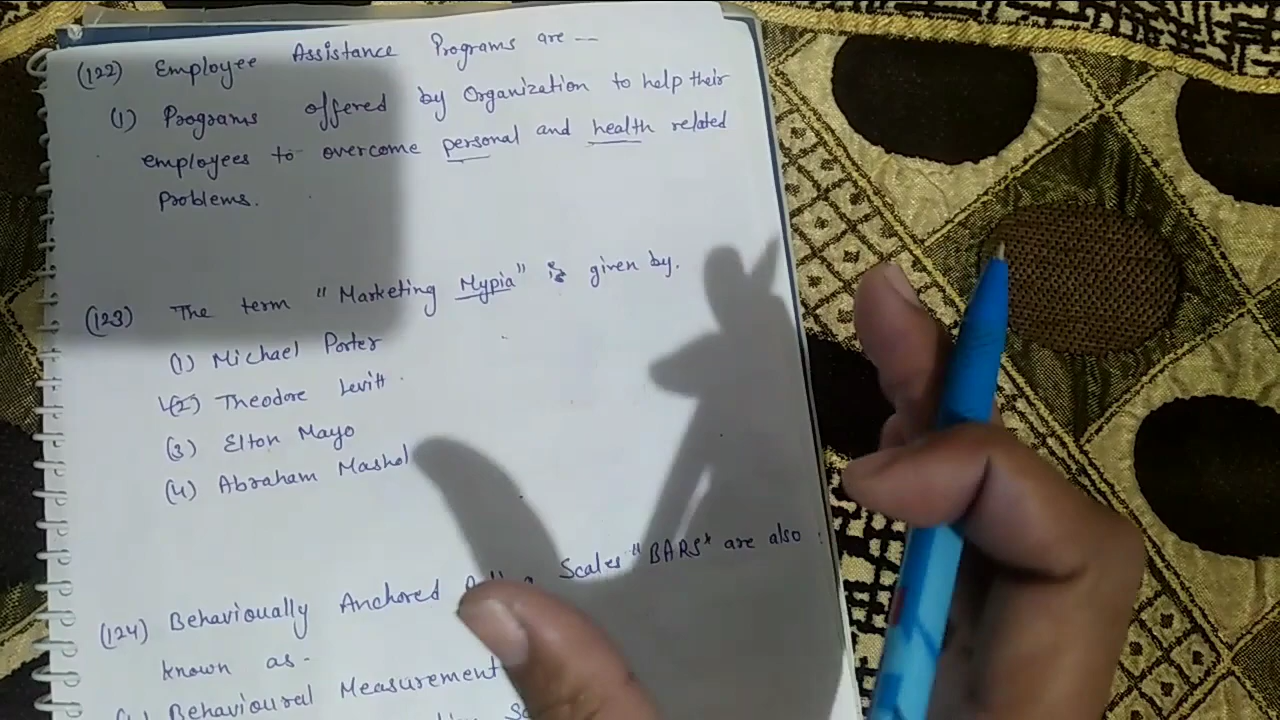 (122) Employee Assistance Programs are --
(1) Programs offered by Organization to help their
employees to overcome personal and health related
problems.
(123) The term "Marketing Mypia" is given by.
(1) Michael Porter
(2) Theodore Levitt
(3) Elton Mayo
(4) Abraham Mashol
(124) Behaviourally Anchored Scales "BARS" are also
known as -
Behavioural Measurement